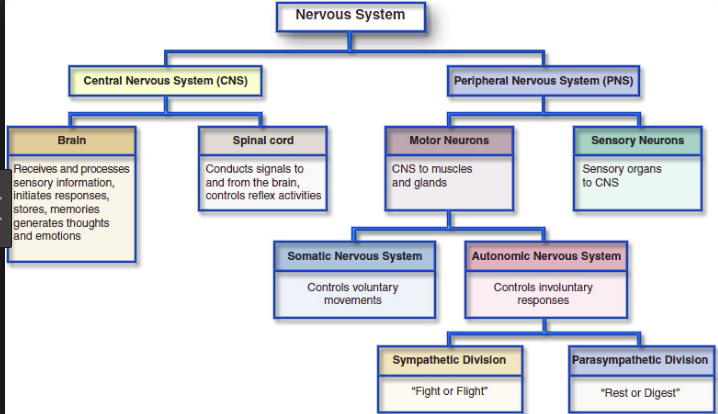 Nervous System
Central Nervous System (CNS)
Peripheral Nervous System (PNS)
Brain
Receives and processes
sensory information,
initiates responses,
stores, memories
generates thoughts
and emotions
Spinal cord
Conducts signals to
and from the brain,
controls reflex activities
Motor Neurons
CNS to muscles
and glands
Sensory Neurons
Sensory organs
to CNS
Somatic Nervous System
Controls voluntary
movements
Autonomic Nervous System
Controls involuntary
responses
Sympathetic Division
“Fight or Flight”
Parasympathetic Division
“Rest or Digest”